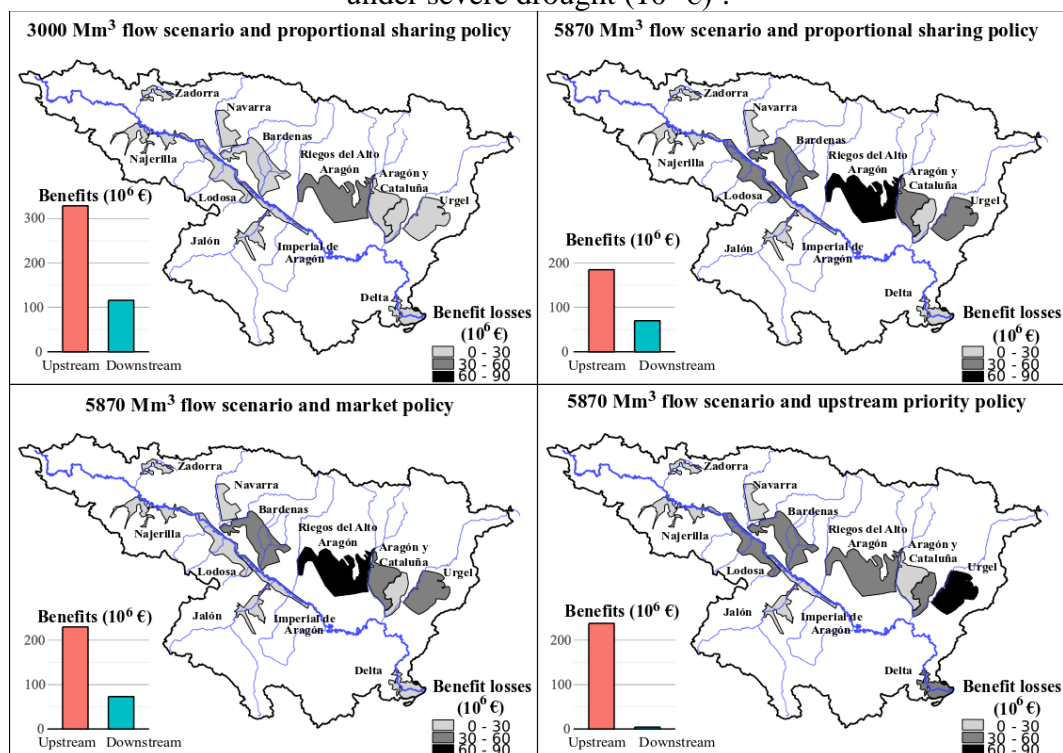 under severe drought (10⁶ €) .
3000 Mm³ flow scenario and proportional sharing policy
Zadorra
Navarra
Bardenas
Najerilla
Riegos del Alto
Aragón
Aragón y
Cataluña
Urgel
Lodosa
Jalón
Imperial de
Aragón
Delta
Benefits (10⁶ €)
300
200
100
0
Upstream Downstream
Benefit losses
(10⁶ €)
0 - 30
30 - 60
60 - 90
5870 Mm³ flow scenario and proportional sharing policy
Zadorra
Navarra
Bardenas
Najerilla
Riegos del Alto
Aragón
Aragón y
Cataluña
Urgel
Lodosa
Jalón
Imperial de
Aragón
Delta
Benefits (10⁶ €)
200
100
0
Upstream Downstream
Benefit losses
(10⁶ €)
0 - 30
30 - 60
60 - 90
5870 Mm³ flow scenario and market policy
Zadorra
Navarra
Bardenas
Najerilla
Riegos del Alto
Aragón
Aragón y
Cataluña
Urgel
Lodosa
Jalón
Imperial de
Aragón
Delta
Benefits (10⁶ €)
200
100
0
Upstream Downstream
Benefit losses
(10⁶ €)
0 - 30
30 - 60
60 - 90
5870 Mm³ flow scenario and upstream priority policy
Zadorra
Navarra
Bardenas
Najerilla
Riegos del Alto
Aragón
Aragón y
Cataluña
Urgel
Lodosa
Jalón
Imperial de
Aragón
Delta
Benefits (10⁶ €)
200
100
0
Upstream Downstream
Benefit losses
(10⁶ €)
0 - 30
30 - 60
60 - 90